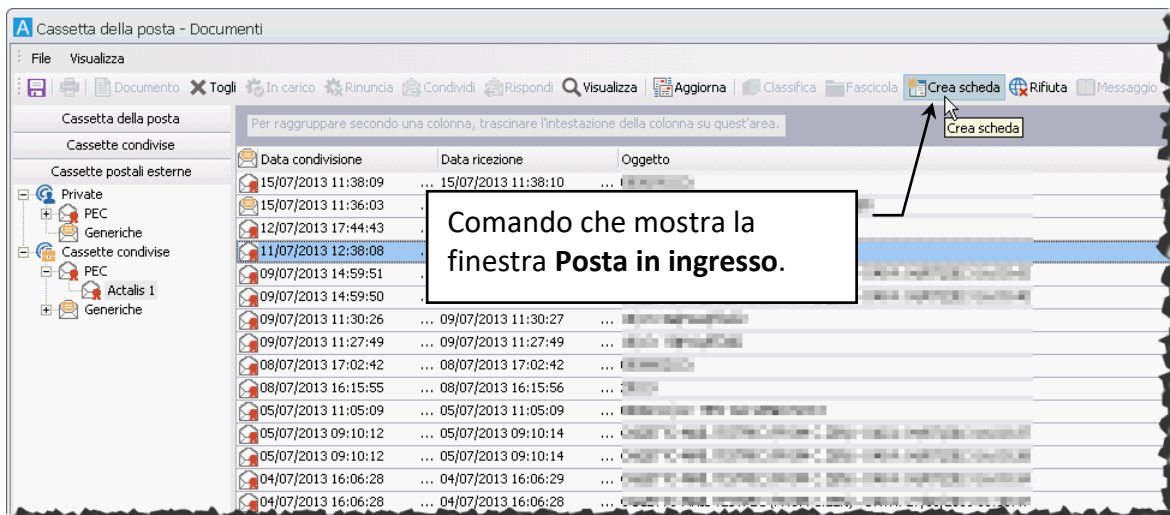 Cassetta della posta - Documenti
File Visualizza
Documento Togli In carico Rinuncia Condividi Rispondi Visualizza Aggiorna Classifica Fascicola Crea scheda Rifiuta Messaggio
Cassetta della posta
Per raggruppare secondo una colonna, trascinare l'intestazione della colonna su quest'area.
Crea scheda
Cassette condivise
Cassette postali esterne
Private
PEC
Generiche
Cassette condivise
PEC
Actalis 1
Generiche
Data condivisione Data ricezione Oggetto
15/07/2013 11:38:09 ... 15/07/2013 11:38:10 ...
15/07/2013 11:36:03
12/07/2013 17:44:43
11/07/2013 12:38:08
09/07/2013 14:59:51
09/07/2013 14:59:50
Comando che mostra la
finestra Posta in ingresso.
09/07/2013 11:30:26 ... 09/07/2013 11:30:27 ...
09/07/2013 11:27:49 ... 09/07/2013 11:27:49 ...
08/07/2013 17:02:42 ... 08/07/2013 17:02:42 ...
08/07/2013 16:15:55 ... 08/07/2013 16:15:56 ...
05/07/2013 11:05:09 ... 05/07/2013 11:05:09 ...
05/07/2013 09:10:12 ... 05/07/2013 09:10:14 ...
05/07/2013 09:10:12 ... 05/07/2013 09:10:14 ...
04/07/2013 16:06:28 ... 04/07/2013 16:06:29 ...
04/07/2013 16:06:28 ... 04/07/2013 16:06:28 ...